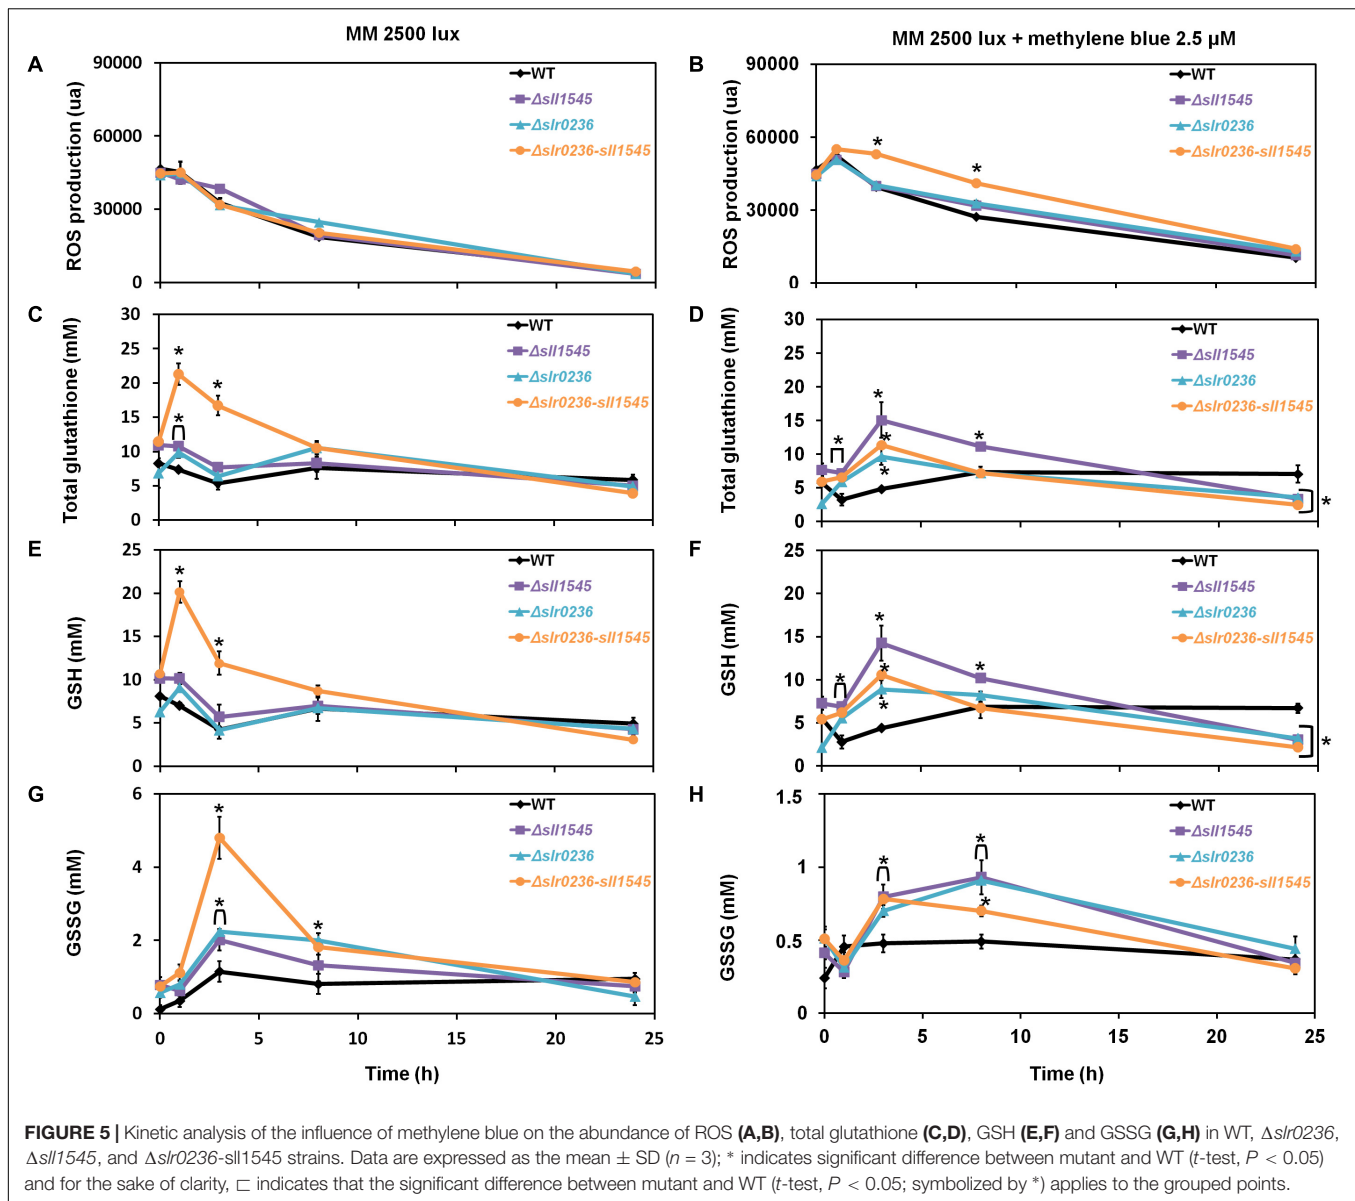 MM 2500 lux
MM 2500 lux + methylene blue 2.5 µM
A
ROS production (ua)
90000
60000
30000
0
WT
Δsll1545
Δslr0236
Δslr0236-sll1545
*
B
ROS production (ua)
90000
60000
30000
0
WT
Δsll1545
Δslr0236
Δslr0236-sll1545
* *
C
Total glutathione (mM)
30
25
20
15
10
5
0
WT
Δsll1545
Δslr0236
Δslr0236-sll1545
* * *
D
Total glutathione (mM)
30
25
20
15
10
5
0
WT
Δsll1545
Δslr0236
Δslr0236-sll1545
* * * * * *
E
GSH (mM)
25
20
15
10
5
0
WT
Δsll1545
Δslr0236
Δslr0236-sll1545
* *
F
GSH (mM)
25
20
15
10
5
0
WT
Δsll1545
Δslr0236
Δslr0236-sll1545
* * * * * *
G
GSSG (mM)
6
4
2
0
WT
Δsll1545
Δslr0236
Δslr0236-sll1545
* * *
0 5 10 15 20 25
Time (h)
H
GSSG (mM)
1.5
1
0.5
0
WT
Δsll1545
Δslr0236
Δslr0236-sll1545
* * *
0 5 10 15 20 25
Time (h)
FIGURE 5 | Kinetic analysis of the influence of methylene blue on the abundance of ROS (A,B), total glutathione (C,D), GSH (E,F) and GSSG (G,H) in WT, Δslr0236,
Δsll1545, and Δslr0236-sll1545 strains. Data are expressed as the mean ± SD (n = 3); * indicates significant difference between mutant and WT (t-test, P < 0.05)
and for the sake of clarity, ⊏ indicates that the significant difference between mutant and WT (t-test, P < 0.05; symbolized by *) applies to the grouped points.